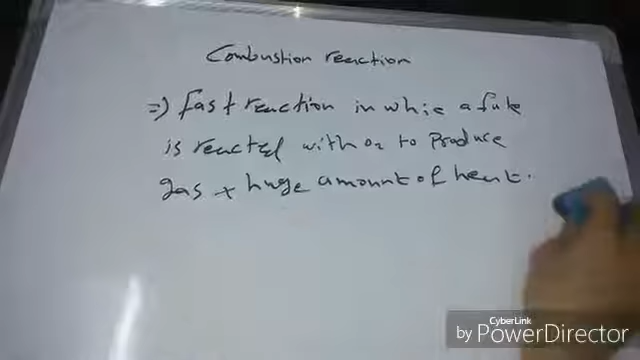 Combustion reaction
=> fast reaction in whic a fule
is reacted with O2 to Produce
gas + huge amount of heat.
CyberLink
by PowerDirector